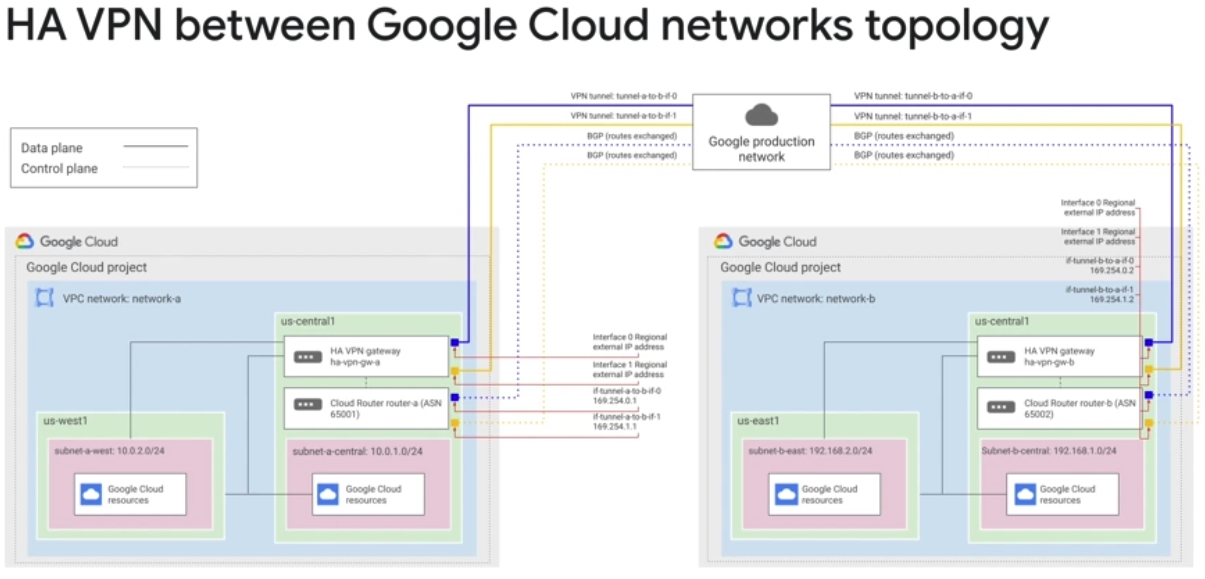 HA VPN between Google Cloud networks topology
Data plane
Control plane
VPN tunnel: tunnel-a-to-b-if-0
VPN tunnel: tunnel-a-to-b-if-1
BGP (routes exchanged)
BGP (routes exchanged)
Google production
network
VPN tunnel: tunnel-b-to-a-if-0
VPN tunnel: tunnel-b-to-a-if-1
BGP (routes exchanged)
BGP (routes exchanged)
Google Cloud
Google Cloud project
VPC network: network-a
us-central1
HA VPN gateway
ha-vpn-gw-a
Cloud Router router-a (ASN
65001)
us-west1
subnet-a-west: 10.0.2.0/24
Google Cloud
resources
subnet-a-central: 10.0.1.0/24
Google Cloud
resources
Interface 0 Regional
external IP address
Interface 1 Regional
external IP address
if-tunnel-a-to-b-if-0
169.254.0.1
if-tunnel-a-to-b-if-1
169.254.1.1
Interface 0 Regional
external IP address
Interface 1 Regional
external IP address
if-tunnel-b-to-a-if-0
169.254.0.2
if-tunnel-b-to-a-if-1
169.254.1.2
Google Cloud
Google Cloud project
VPC network: network-b
us-central1
HA VPN gateway
ha-vpn-gw-b
Cloud Router router-b (ASN
65002)
us-east1
subnet-b-east: 192.168.2.0/24
Google Cloud
resources
Subnet-b-central: 192.168.1.0/24
Google Cloud
resources